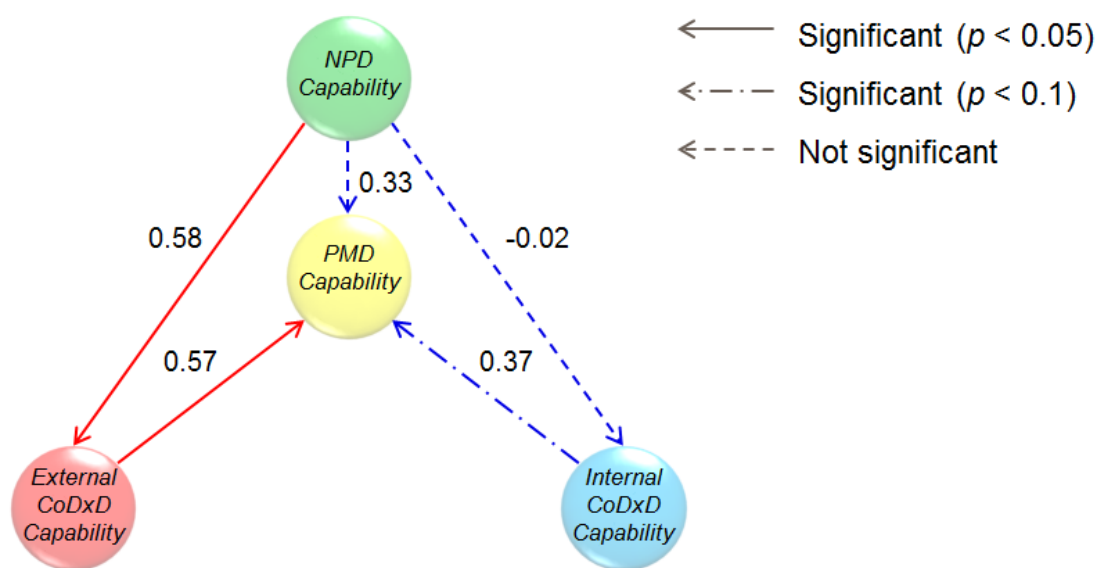 NPD
Capability
Significant (p < 0.05)
Significant (p < 0.1)
Not significant
0.33
0.58
-0.02
PMD
Capability
0.57
0.37
External
CoDxD
Capability
Internal
CoDxD
Capability